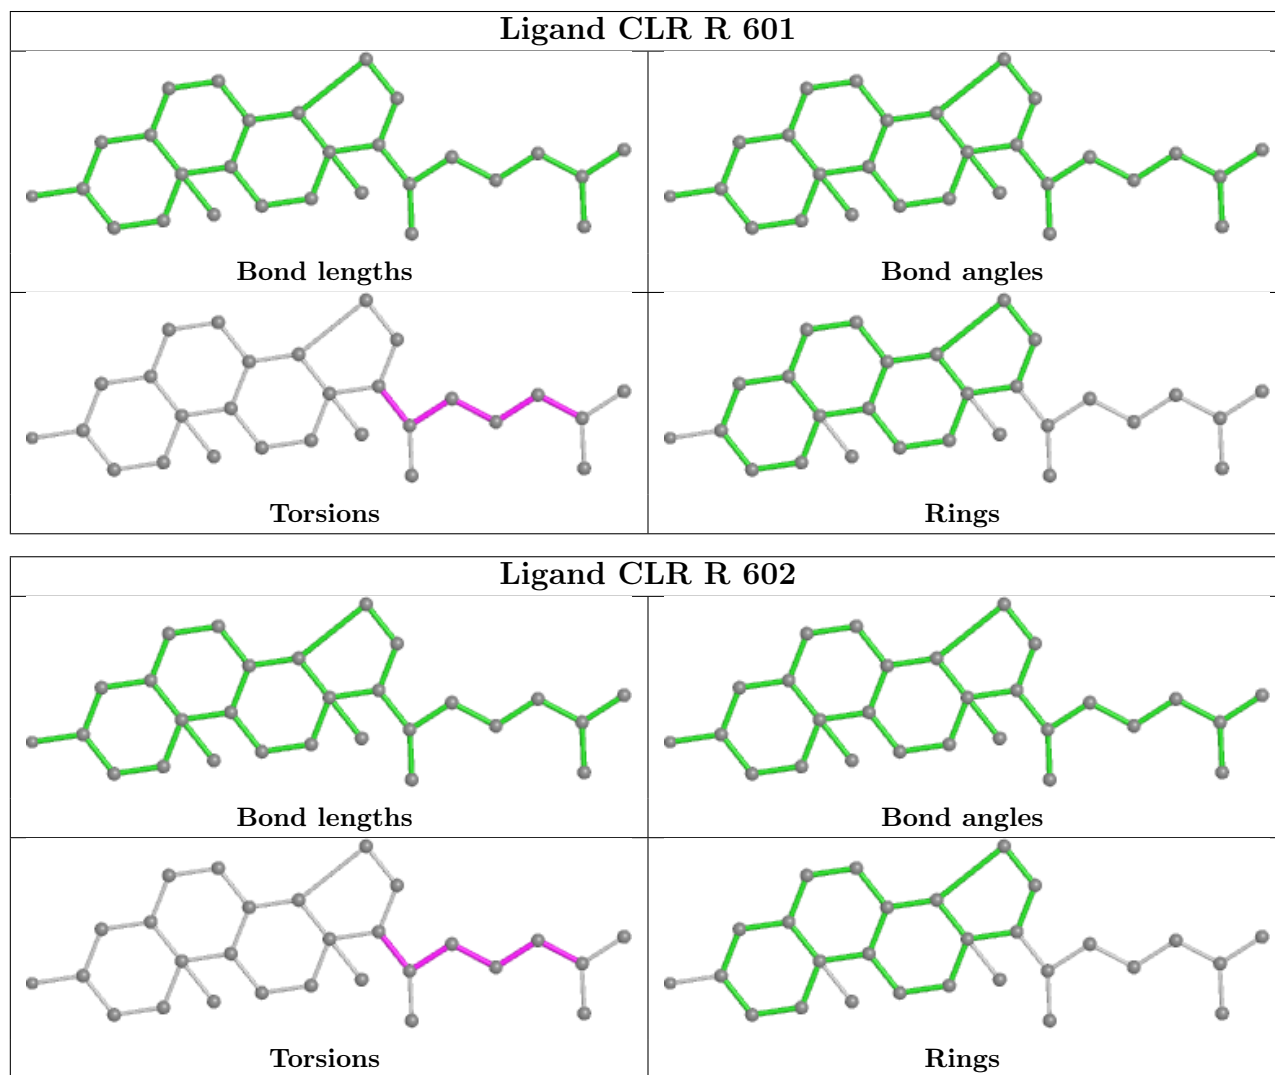 Ligand CLR R 601
Bond lengths
Bond angles
Torsions
Rings
Ligand CLR R 602
Bond lengths
Bond angles
Torsions
Rings